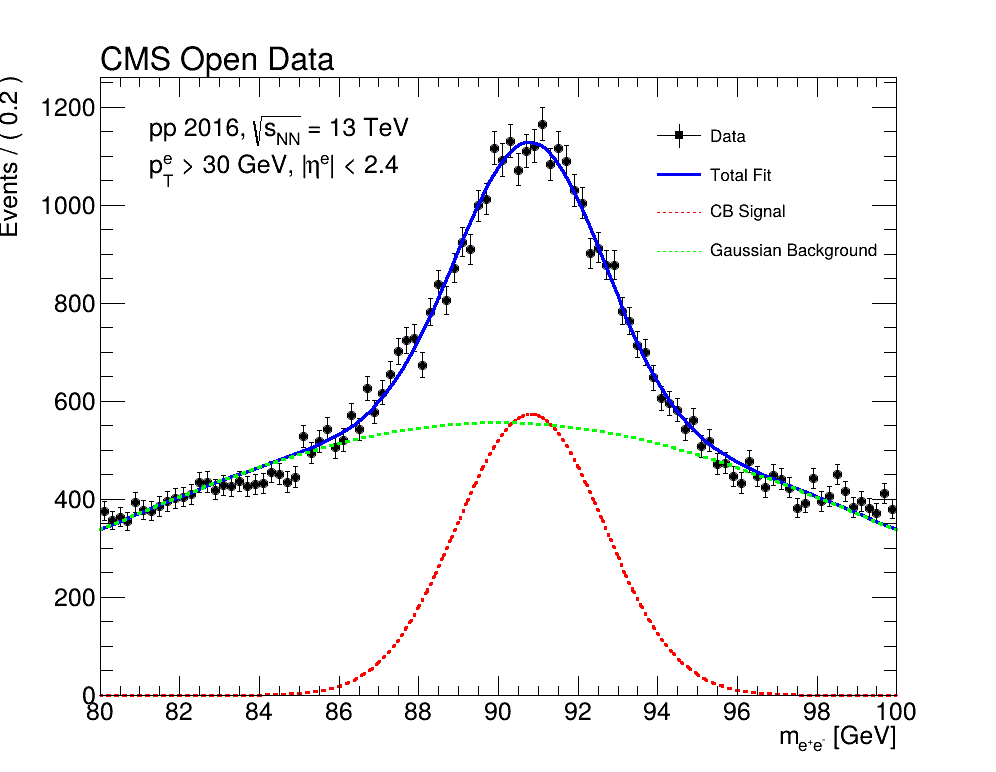 CMS Open Data
Events / ( 0.2 )
pp 2016, √s_NN = 13 TeV
p_T^e > 30 GeV, |η^e| < 2.4
Data
Total Fit
CB Signal
Gaussian Background
1200
1000
800
600
400
200
0
80 82 84 86 88 90 92 94 96 98 100
m_e⁺e⁻ [GeV]